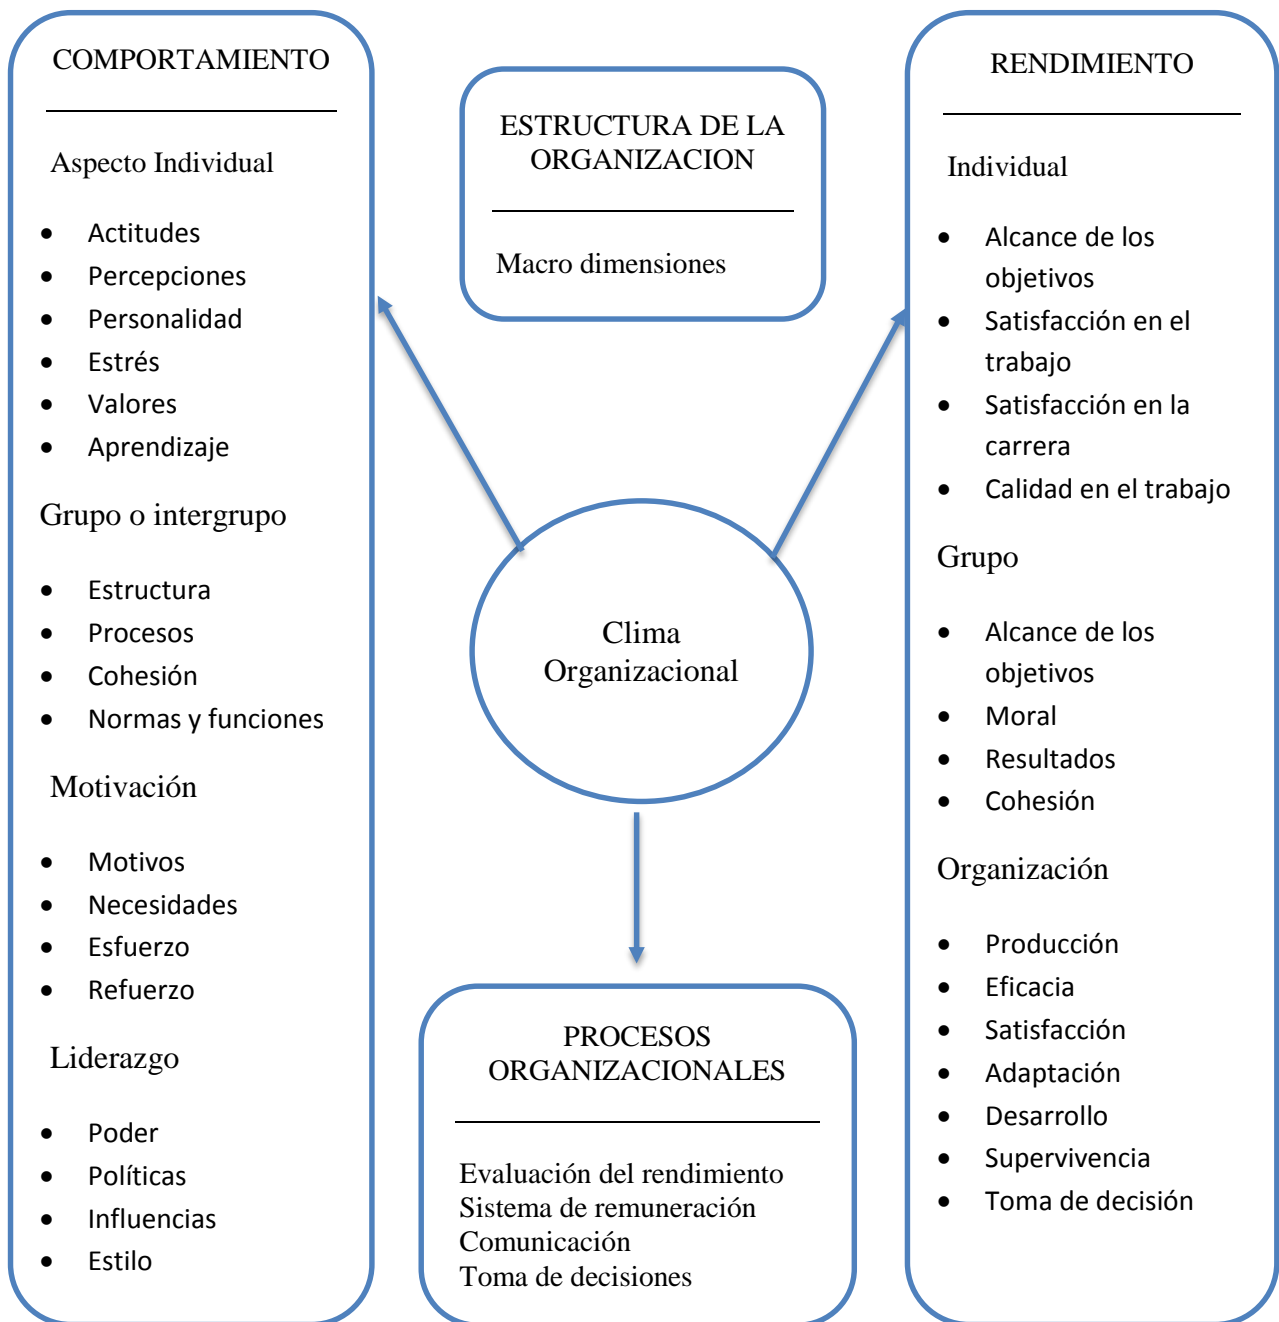 COMPORTAMIENTO
Aspecto Individual
• Actitudes
• Percepciones
• Personalidad
• Estrés
• Valores
• Aprendizaje
Grupo o intergrupo
• Estructura
• Procesos
• Cohesión
• Normas y funciones
Motivación
• Motivos
• Necesidades
• Esfuerzo
• Refuerzo
Liderazgo
• Poder
• Políticas
• Influencias
• Estilo
ESTRUCTURA DE LA
ORGANIZACION
Macro dimensiones
Clima
Organizacional
PROCESOS
ORGANIZACIONALES
Evaluación del rendimiento
Sistema de remuneración
Comunicación
Toma de decisiones
RENDIMIENTO
Individual
• Alcance de los
objetivos
• Satisfacción en el
trabajo
• Satisfacción en la
carrera
• Calidad en el trabajo
Grupo
• Alcance de los
objetivos
• Moral
• Resultados
• Cohesión
Organización
• Producción
• Eficacia
• Satisfacción
• Adaptación
• Desarrollo
• Supervivencia
• Toma de decisión